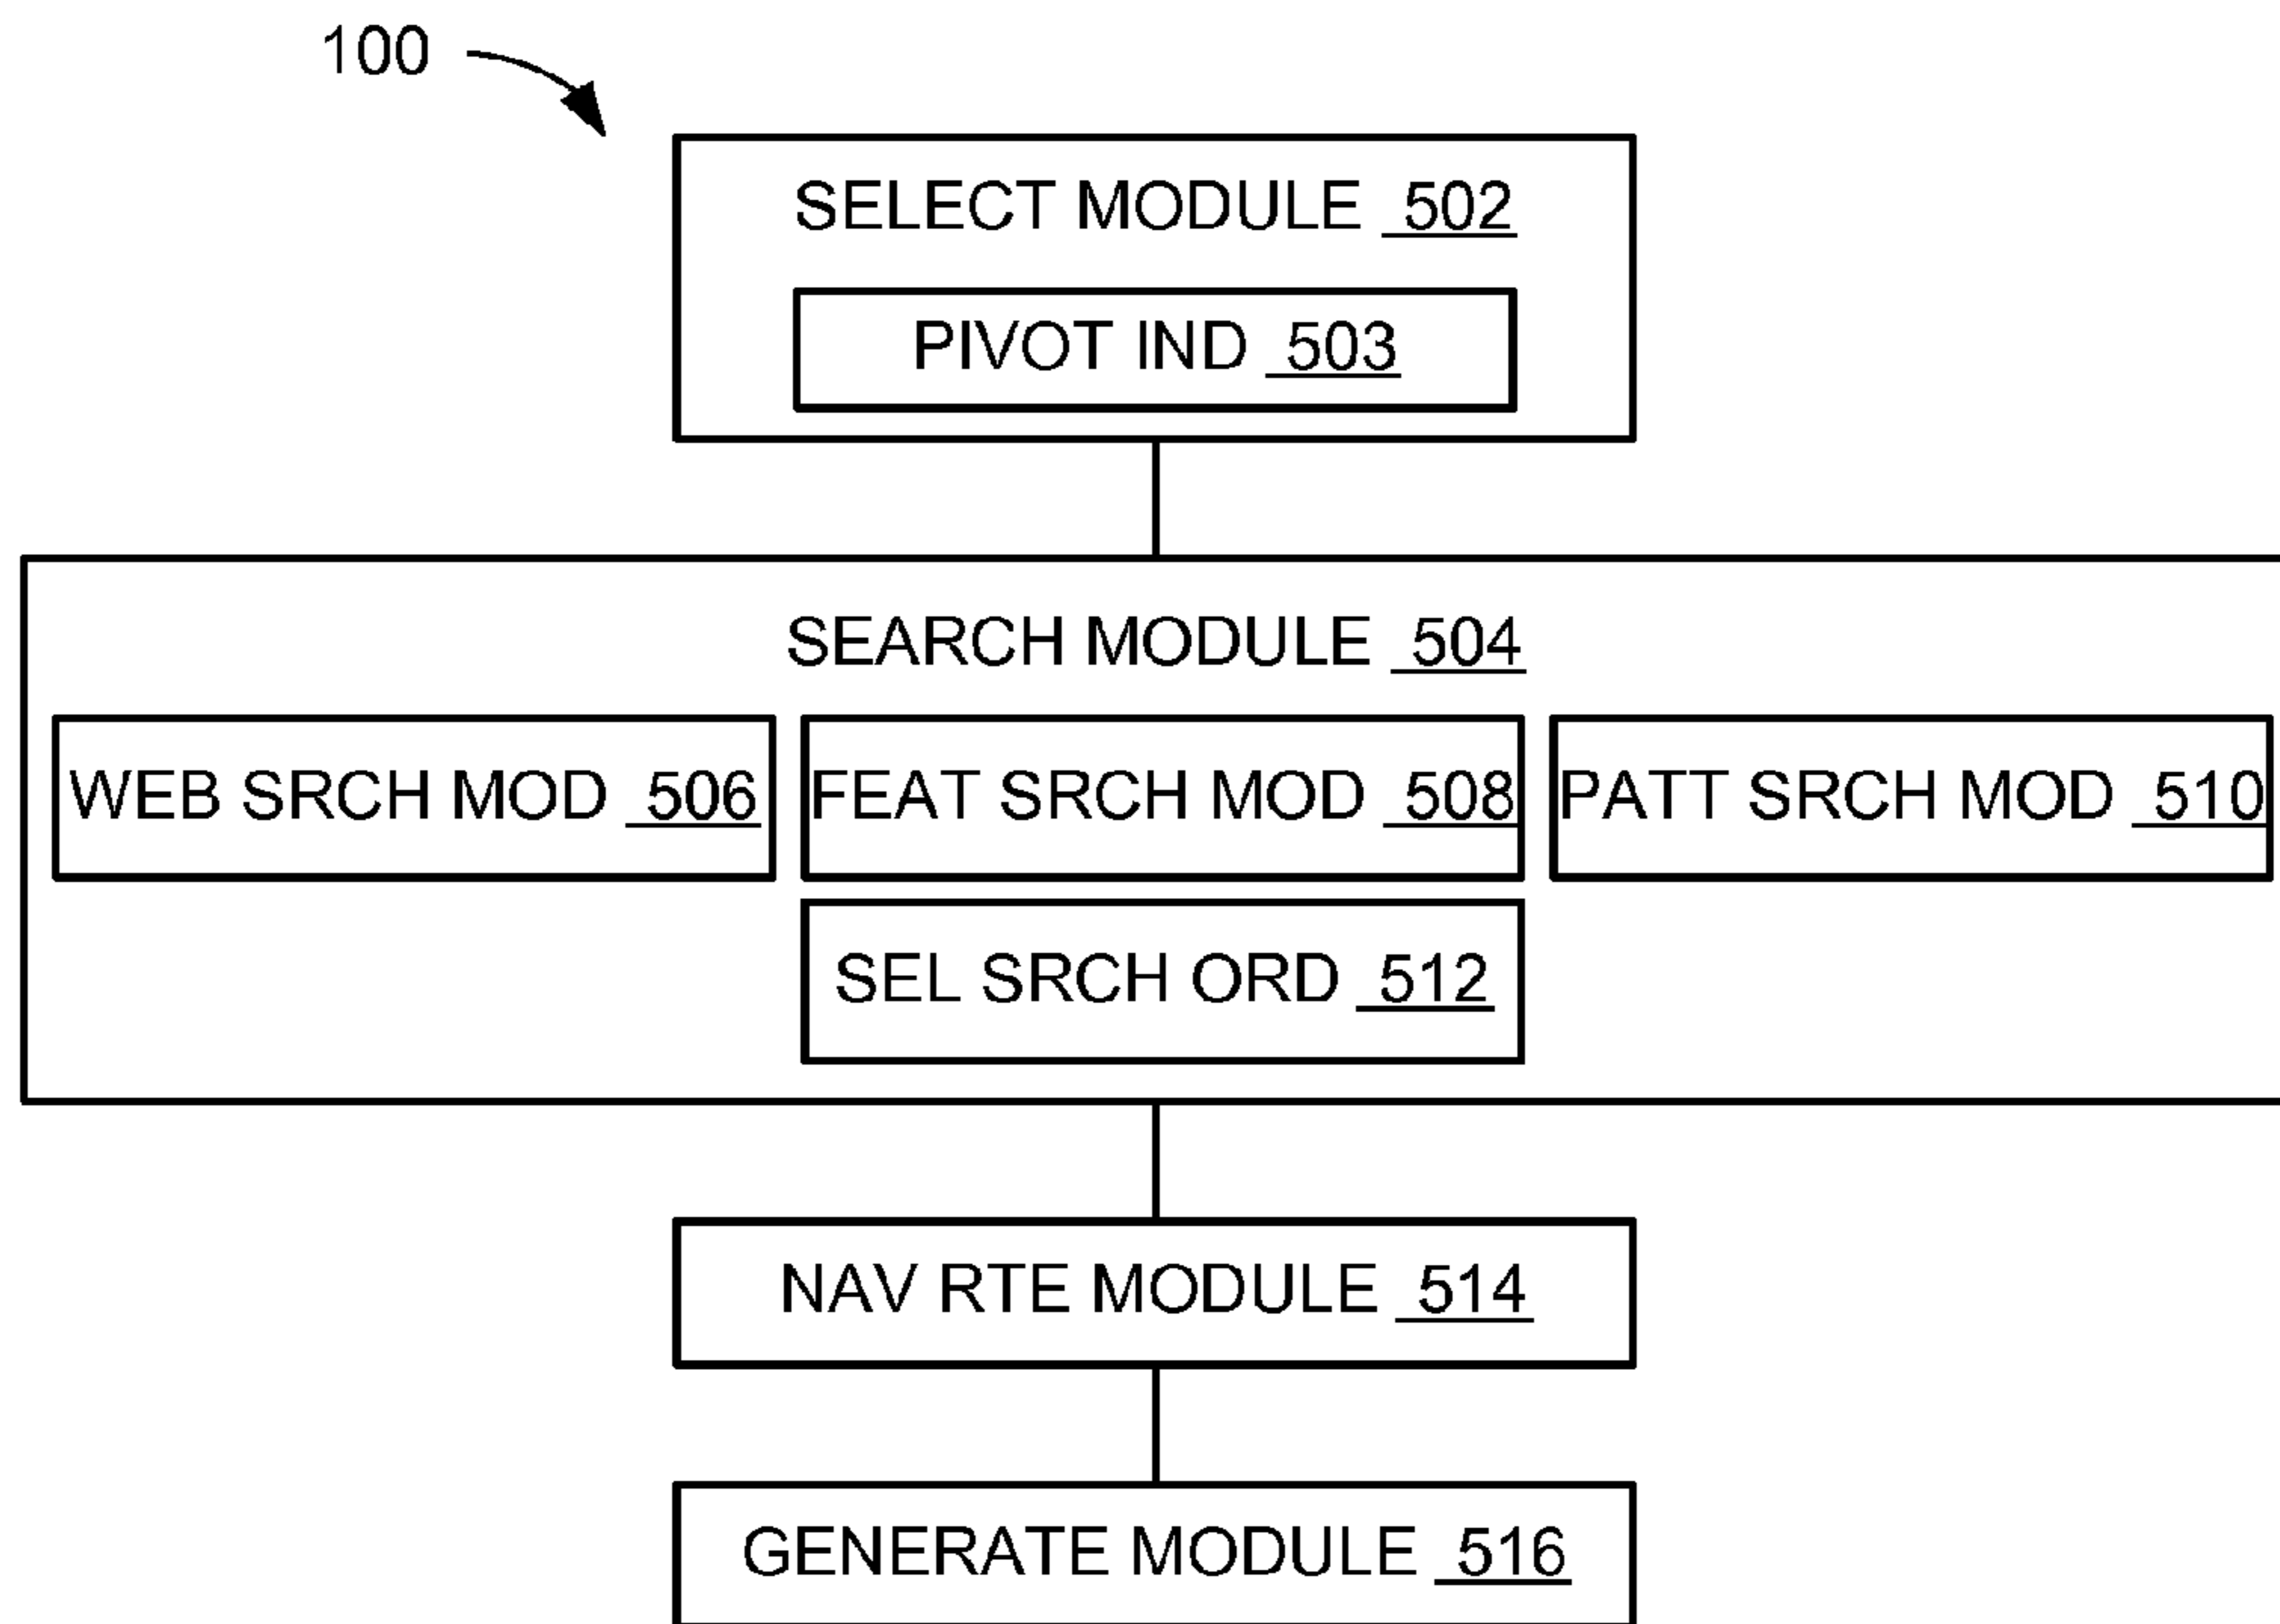 100
SELECT MODULE 502
PIVOT IND 503
SEARCH MODULE 504
WEB SRCH MOD 506
FEAT SRCH MOD 508
PATT SRCH MOD 510
SEL SRCH ORD 512
NAV RTE MODULE 514
GENERATE MODULE 516